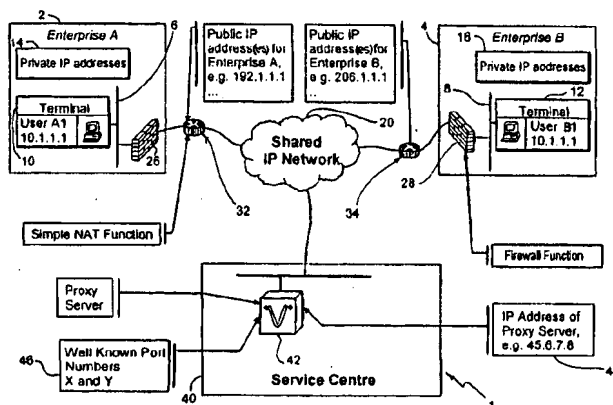 2
Enterprise A
14
Private IP addresses
6
Terminal
User A1
10.1.1.1
10
26
Public IP
address(es) for
Enterprise A,
e.g. 192.1.1.1
...
Public IP
address(es) for
Enterprise B,
e.g. 206.1.1.1
...
4
Enterprise B
16
Private IP addresses
8
12
Terminal
User B1
10.1.1.1
28
20
Shared
IP Network
32
34
Simple NAT Function
Firewall Function
Proxy
Server
46
Well Known Port
Numbers
X and Y
42
40
Service Centre
IP Address of
Proxy Server,
e.g. 45.6.7.8
4
1